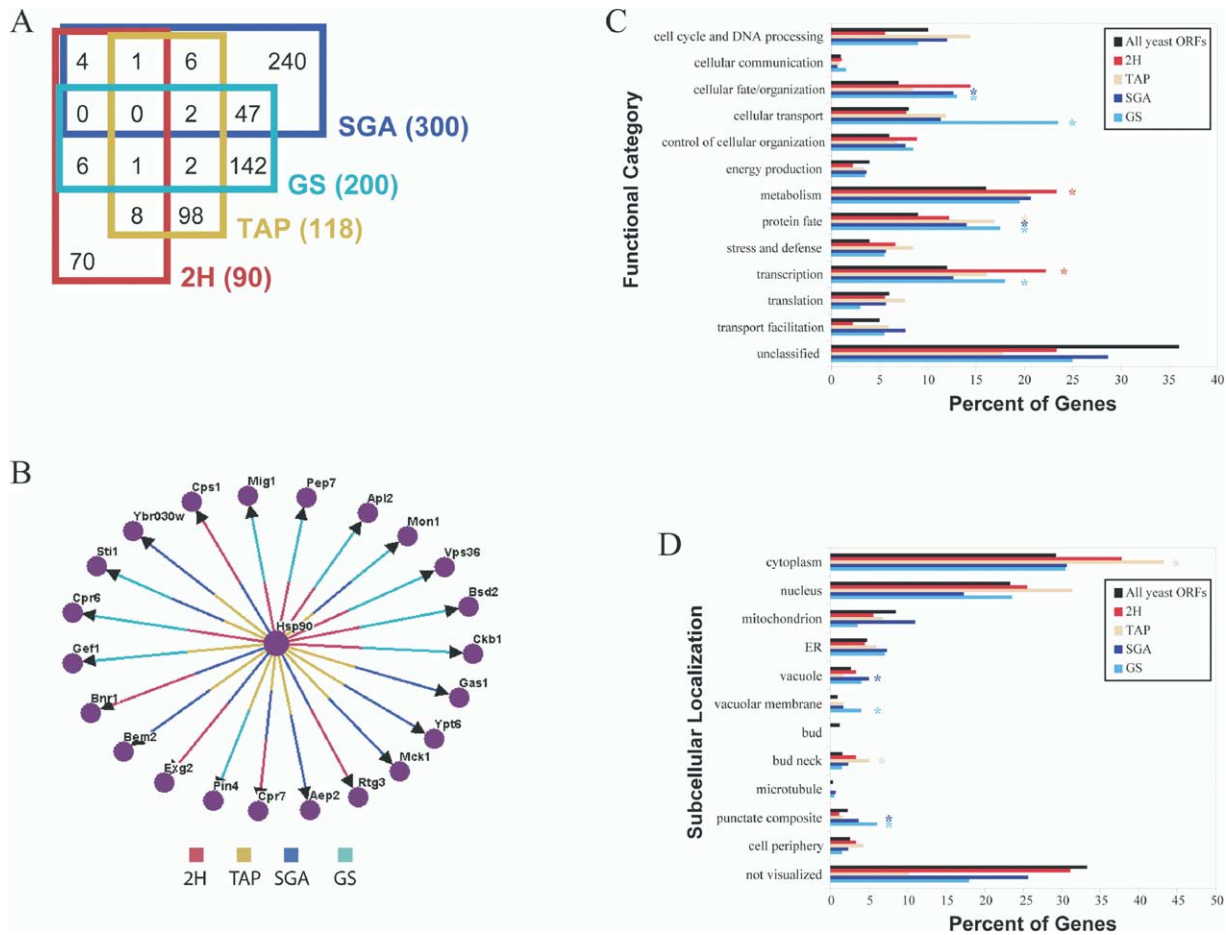 A
4 1 6 240
0 0 2 47
SGA (300)
6 1 2 142
GS (200)
8 98
TAP (118)
70
2H (90)
B
Cps1
Mig1
Pep7
Apl2
Mon1
Vps36
Bsd2
Ckb1
Gas1
Ypt6
Mck1
Rtg3
Aep2
Cpr7
Pin4
Exg2
Bem2
Bnr1
Gef1
Cpr6
Sti1
Ybr030w
Hsp90
2H TAP SGA GS
C
Functional Category
cell cycle and DNA processing
cellular communication
cellular fate/organization
*
*
cellular transport
*
control of cellular organization
energy production
metabolism
*
protein fate
*
*
*
stress and defense
transcription
*
*
translation
transport facilitation
unclassified
0 5 10 15 20 25 30 35 40
Percent of Genes
All yeast ORFs
2H
TAP
SGA
GS
D
Subcellular Localization
cytoplasm
*
nucleus
mitochondrion
ER
vacuole
*
vacuolar membrane
*
bud
bud neck
*
microtubule
punctate composite
*
*
cell periphery
not visualized
0 5 10 15 20 25 30 35 40 45 50
Percent of Genes
All yeast ORFs
2H
TAP
SGA
GS